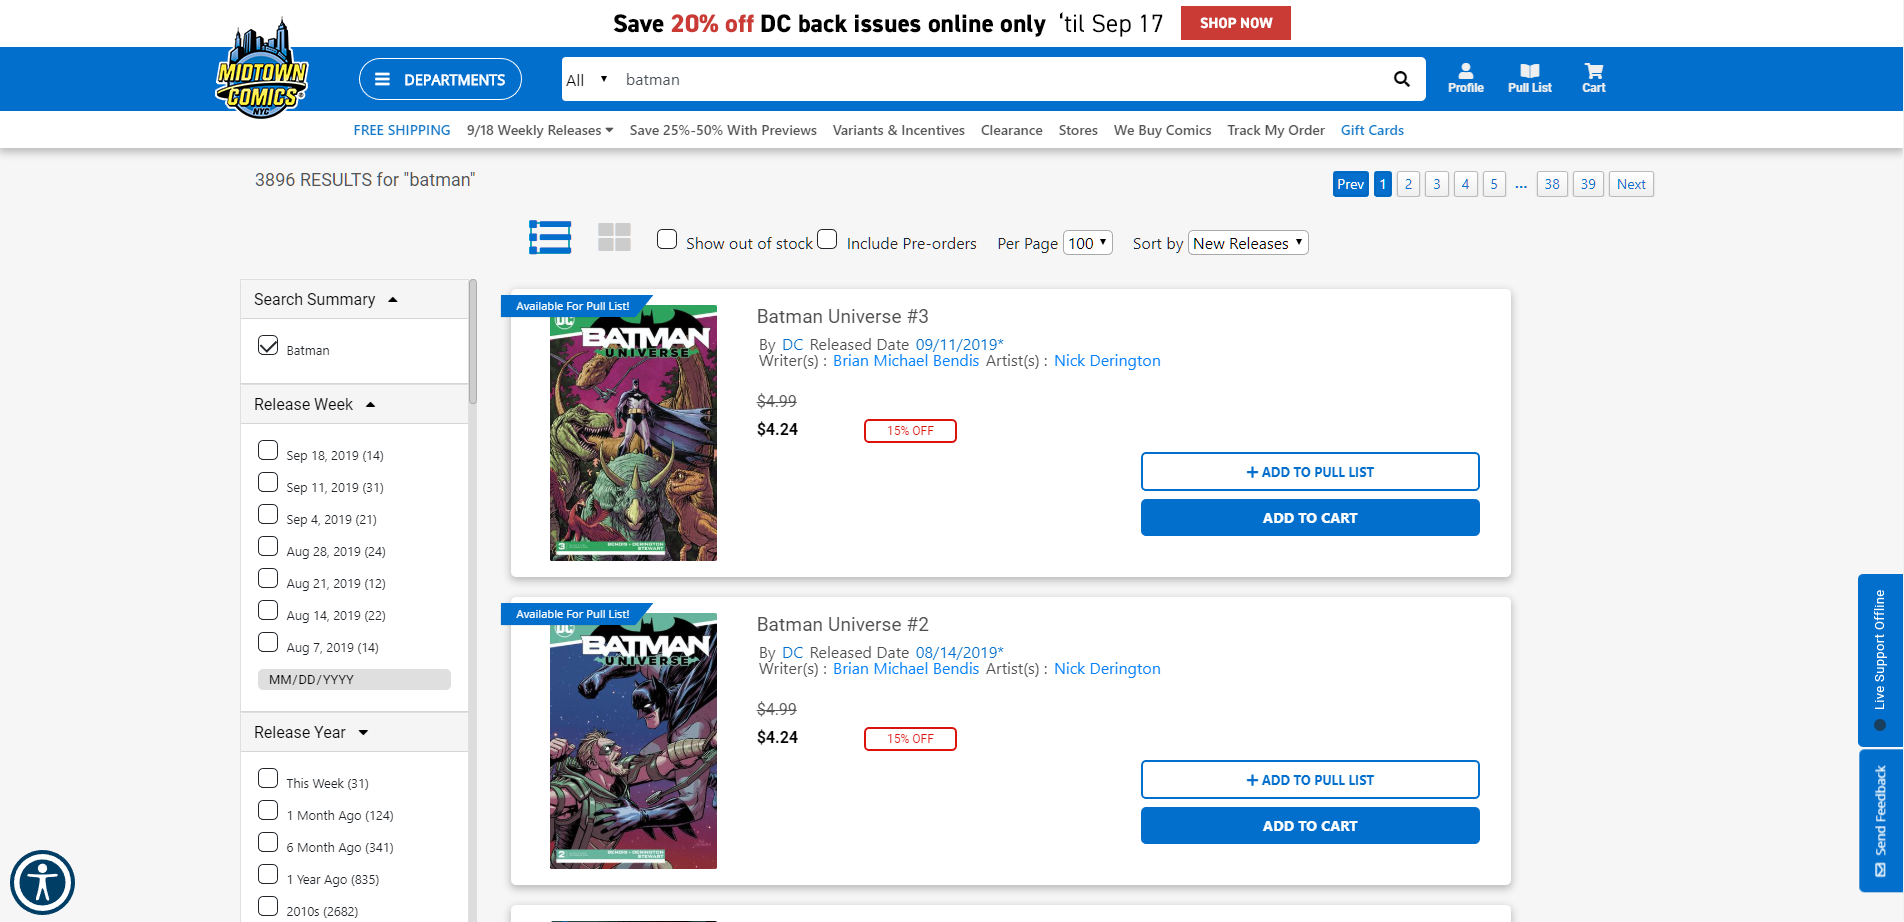 Save 20% off DC back issues online only 'til Sep 17 SHOP NOW
MIDTOWN
COMICS
NYC
DEPARTMENTS
All batman
Profile Pull List Cart
FREE SHIPPING 9/18 Weekly Releases Save 25%-50% With Previews Variants & Incentives Clearance Stores We Buy Comics Track My Order Gift Cards
3896 RESULTS for "batman"
Prev 1 2 3 4 5 ... 38 39 Next
Show out of stock Include Pre-orders Per Page 100 Sort by New Releases
Search Summary
Batman
Release Week
Sep 18, 2019 (14)
Sep 11, 2019 (31)
Sep 4, 2019 (21)
Aug 28, 2019 (24)
Aug 21, 2019 (12)
Aug 14, 2019 (22)
Aug 7, 2019 (14)
MM/DD/YYYY
Release Year
This Week (31)
1 Month Ago (124)
6 Month Ago (341)
1 Year Ago (835)
2010s (2682)
Available For Pull List!
DC
BATMAN
UNIVERSE
3
BENDIS · DERINGTON
STEWART
Batman Universe #3
By DC Released Date 09/11/2019*
Writer(s) : Brian Michael Bendis Artist(s) : Nick Derington
$4.99
$4.24 15% OFF
+ ADD TO PULL LIST
ADD TO CART
Available For Pull List!
DC
BATMAN
UNIVERSE
2
BENDIS · DERINGTON
STEWART
Batman Universe #2
By DC Released Date 08/14/2019*
Writer(s) : Brian Michael Bendis Artist(s) : Nick Derington
$4.99
$4.24 15% OFF
+ ADD TO PULL LIST
ADD TO CART
Live Support Offline
Send Feedback